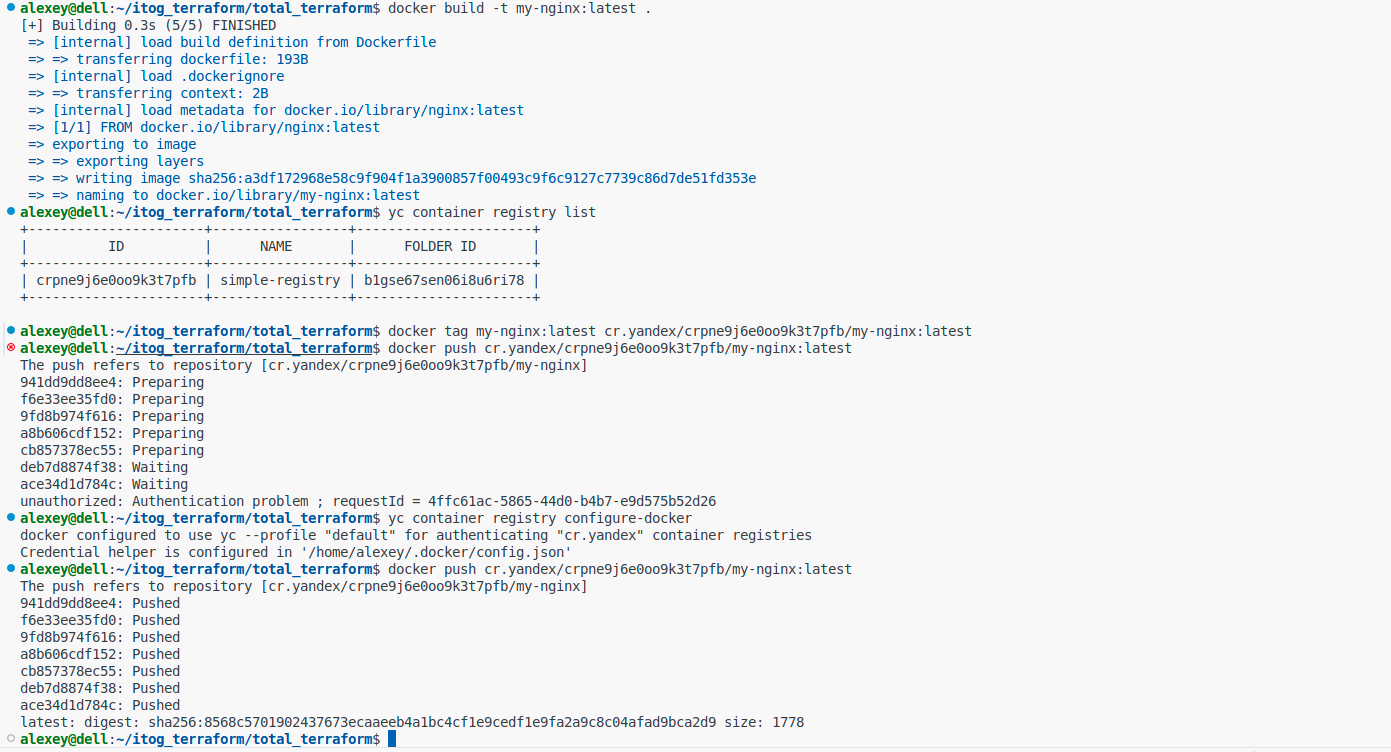 alexey@dell:~/itog_terraform/total_terraform$ docker build -t my-nginx:latest .
[+] Building 0.3s (5/5) FINISHED
=> [internal] load build definition from Dockerfile
=> => transferring dockerfile: 193B
=> [internal] load .dockerignore
=> => transferring context: 2B
=> [internal] load metadata for docker.io/library/nginx:latest
=> [1/1] FROM docker.io/library/nginx:latest
=> exporting to image
=> => exporting layers
=> => writing image sha256:a3df172968e58c9f904f1a3900857f00493c9f6c9127c7739c86d7de51fd353e
=> => naming to docker.io/library/my-nginx:latest
alexey@dell:~/itog_terraform/total_terraform$ yc container registry list
+----------------------+-----------------+----------------------+
| ID | NAME | FOLDER ID |
+----------------------+-----------------+----------------------+
| crpne9j6e0oo9k3t7pfb | simple-registry | b1gse67sen06i8u6ri78 |
+----------------------+-----------------+----------------------+
alexey@dell:~/itog_terraform/total_terraform$ docker tag my-nginx:latest cr.yandex/crpne9j6e0oo9k3t7pfb/my-nginx:latest
alexey@dell:~/itog_terraform/total_terraform$ docker push cr.yandex/crpne9j6e0oo9k3t7pfb/my-nginx:latest
The push refers to repository [cr.yandex/crpne9j6e0oo9k3t7pfb/my-nginx]
941dd9dd8ee4: Preparing
f6e33ee35fd0: Preparing
9fd8b974f616: Preparing
a8b606cdf152: Preparing
cb857378ec55: Preparing
deb7d8874f38: Waiting
ace34d1d784c: Waiting
unauthorized: Authentication problem ; requestId = 4ffc61ac-5865-44d0-b4b7-e9d575b52d26
alexey@dell:~/itog_terraform/total_terraform$ yc container registry configure-docker
docker configured to use yc --profile "default" for authenticating "cr.yandex" container registries
Credential helper is configured in '/home/alexey/.docker/config.json'
alexey@dell:~/itog_terraform/total_terraform$ docker push cr.yandex/crpne9j6e0oo9k3t7pfb/my-nginx:latest
The push refers to repository [cr.yandex/crpne9j6e0oo9k3t7pfb/my-nginx]
941dd9dd8ee4: Pushed
f6e33ee35fd0: Pushed
9fd8b974f616: Pushed
a8b606cdf152: Pushed
cb857378ec55: Pushed
deb7d8874f38: Pushed
ace34d1d784c: Pushed
latest: digest: sha256:8568c5701902437673ecaaeeb4a1bc4cf1e9cedf1e9fa2a9c8c04afad9bca2d9 size: 1778
alexey@dell:~/itog_terraform/total_terraform$